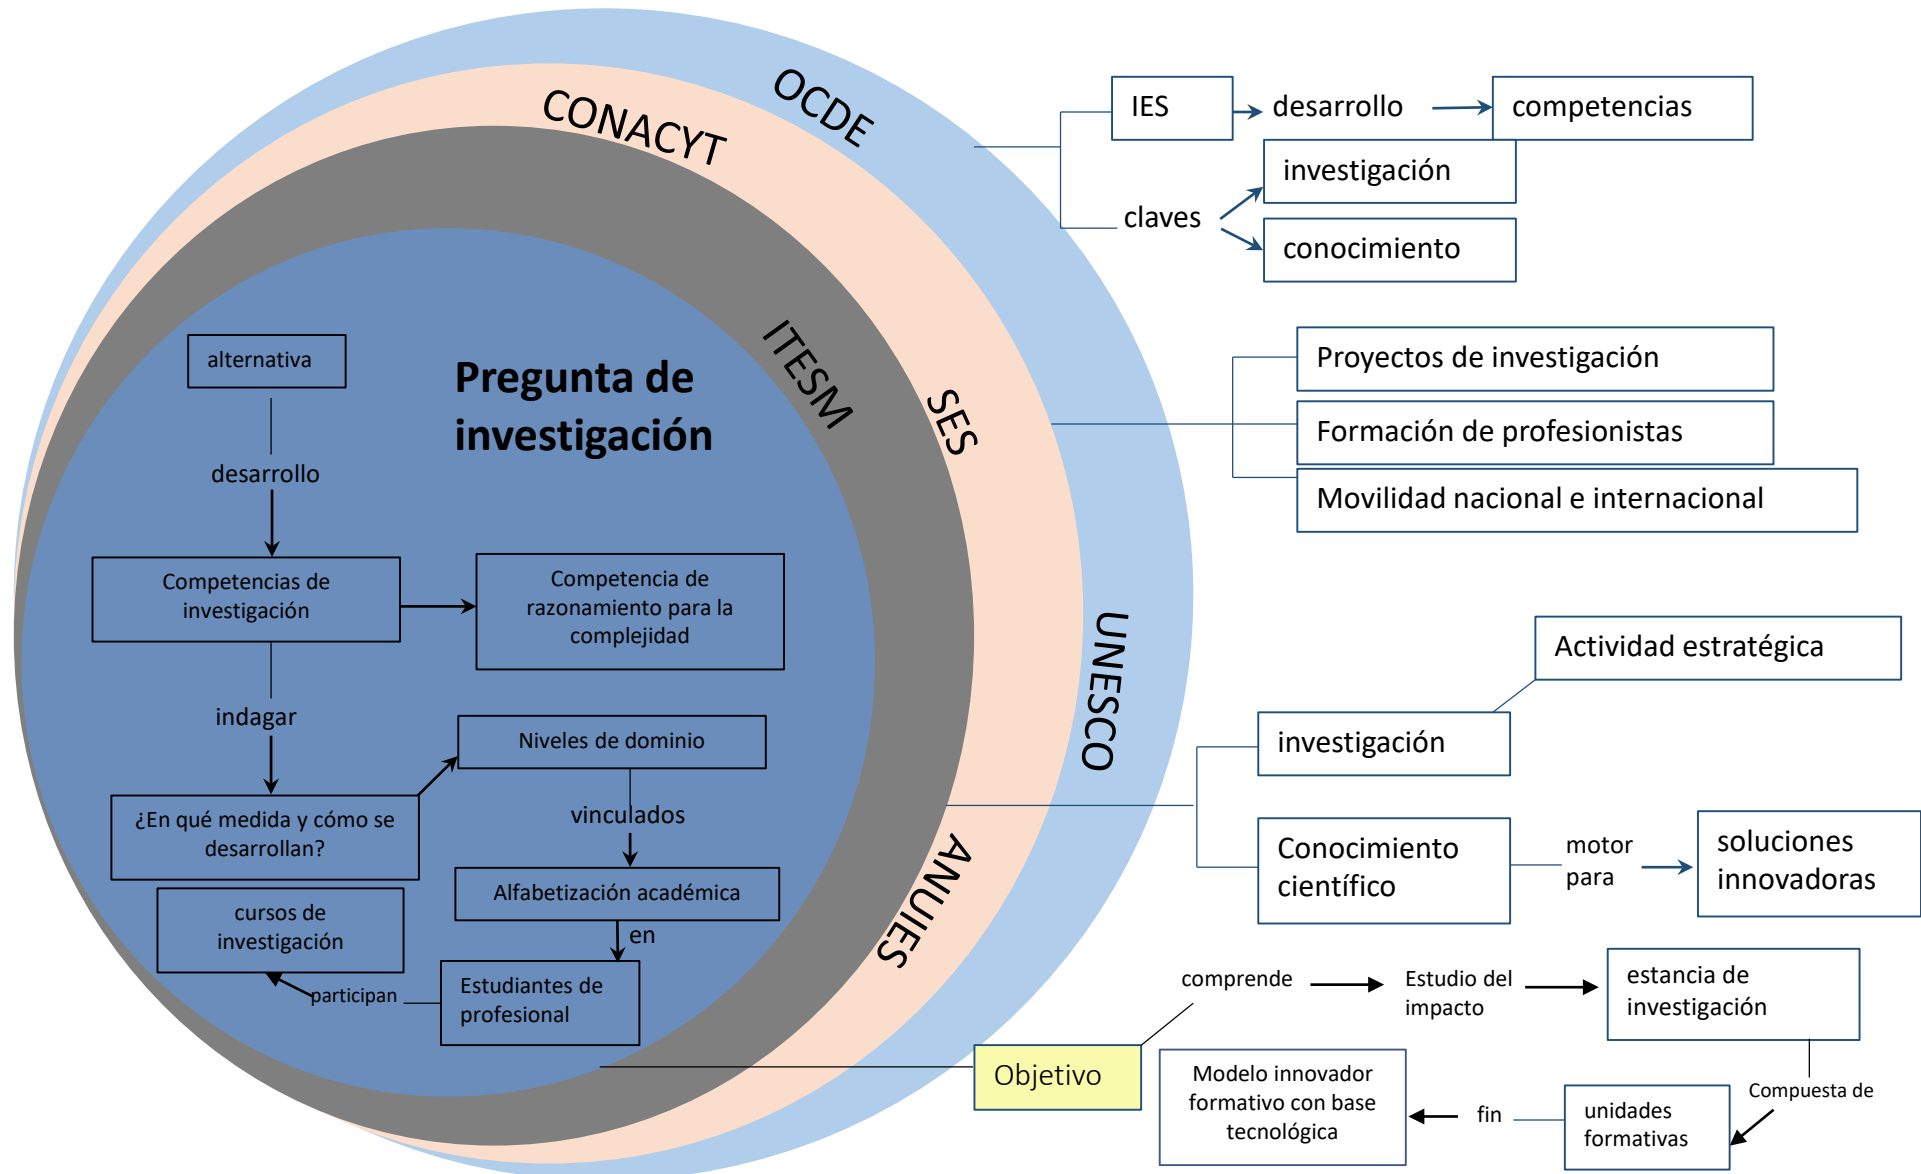 OCDE
CONACYT
ITESM
SES
UNESCO
ANUIES
Pregunta de
investigación
alternativa
desarrollo
Competencias de
investigación
Competencia de
razonamiento para la
complejidad
indagar
Niveles de dominio
¿En qué medida y cómo se
desarrollan?
vinculados
Alfabetización académica
cursos de
investigación
en
participan
Estudiantes de
profesional
IES
desarrollo
competencias
claves
investigación
conocimiento
Proyectos de investigación
Formación de profesionistas
Movilidad nacional e internacional
Actividad estratégica
investigación
Conocimiento
científico
motor
para
soluciones
innovadoras
Objetivo
comprende
Estudio del
impacto
estancia de
investigación
Compuesta de
unidades
formativas
fin
Modelo innovador
formativo con base
tecnológica